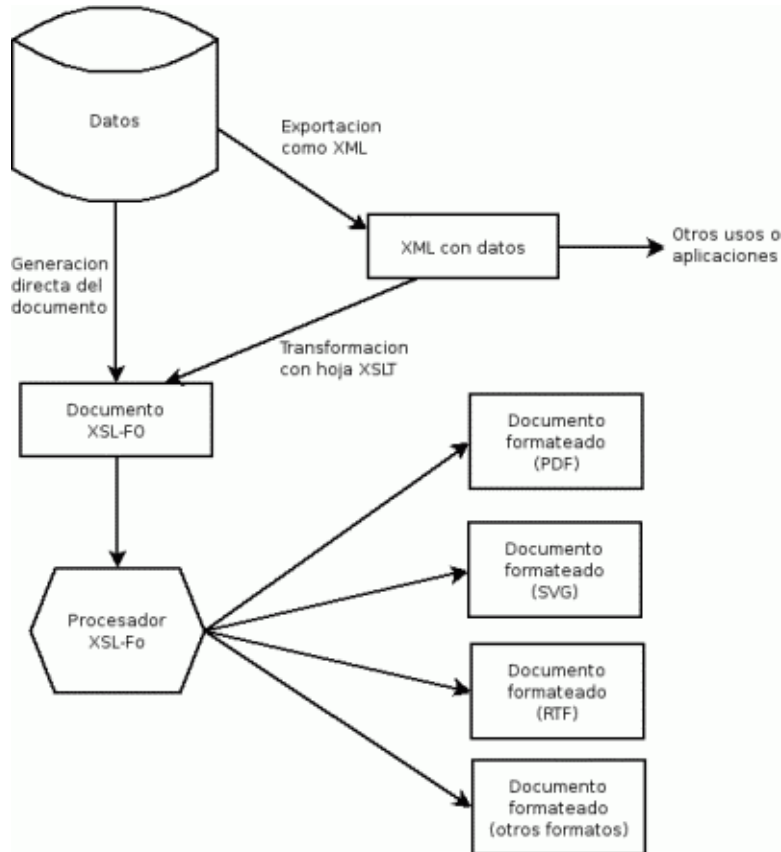 Datos
Exportacion
como XML
XML con datos
Otros usos o
aplicaciones
Generacion
directa del
documento
Transformacion
con hoja XSLT
Documento
XSL-FO
Documento
formateado
(PDF)
Documento
formateado
(SVG)
Procesador
XSL-Fo
Documento
formateado
(RTF)
Documento
formateado
(otros formatos)